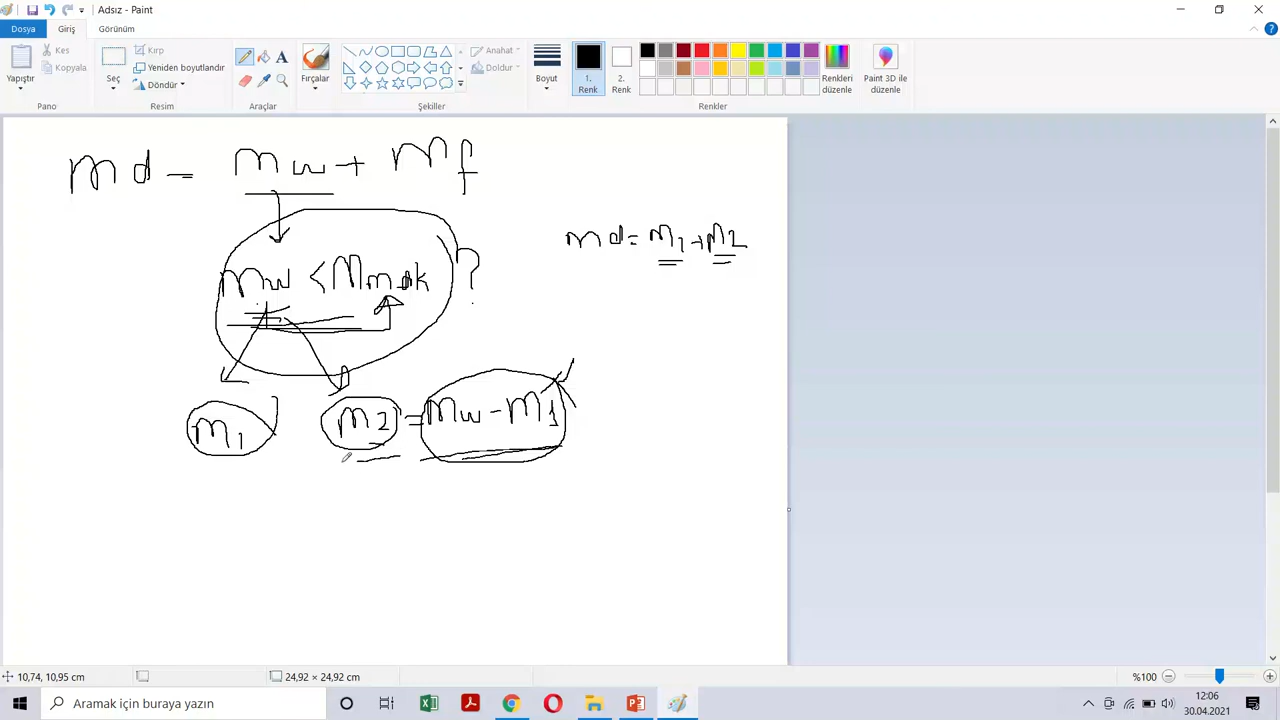 Adsız - Paint
Dosya Giriş Görünüm
Yapıştır
Kes
Kopyala
Pano
Seç
Kırp
Yeniden boyutlandır
Döndür
Resim
Araçlar
Fırçalar
Şekiller
Anahat
Doldur
Boyut
1. Renk
2. Renk
Renkler
Renkleri düzenle
Paint 3D ile düzenle
md = mw + mf
md = m1 + m2
mw <
?
m1
m2 = mw - m1
10,74, 10,95 cm
24,92 × 24,92 cm
%100
Aramak için buraya yazın
12:06
30.04.2021